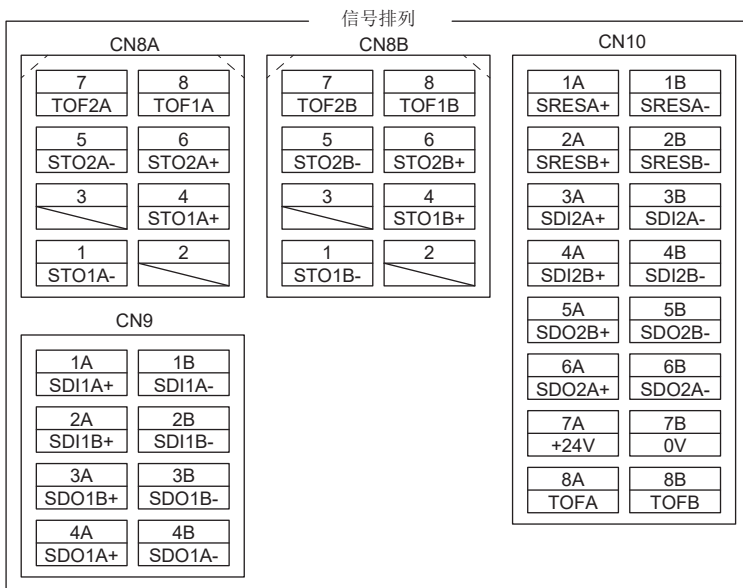 信号排列
CN8A
7 8
TOF2A TOF1A
5 6
STO2A- STO2A+
3 4
STO1A+
1 2
STO1A-
CN8B
7 8
TOF2B TOF1B
5 6
STO2B- STO2B+
3 4
STO1B+
1 2
STO1B-
CN9
1A 1B
SDI1A+ SDI1A-
2A 2B
SDI1B+ SDI1B-
3A 3B
SDO1B+ SDO1B-
4A 4B
SDO1A+ SDO1A-
CN10
1A 1B
SRESA+ SRESA-
2A 2B
SRESB+ SRESB-
3A 3B
SDI2A+ SDI2A-
4A 4B
SDI2B+ SDI2B-
5A 5B
SDO2B+ SDO2B-
6A 6B
SDO2A+ SDO2A-
7A 7B
+24V 0V
8A 8B
TOFA TOFB